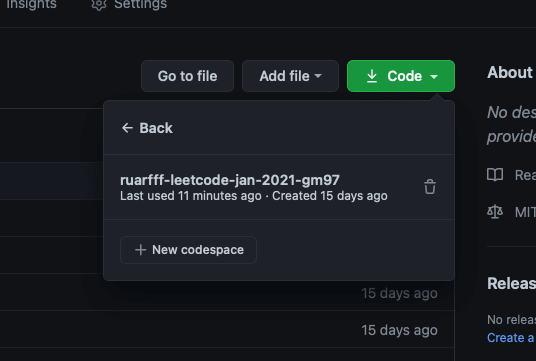 Insights Settings
Go to file Add file Code
About
← Back
No des
provide
ruarfff-leetcode-jan-2021-gm97
Last used 11 minutes ago · Created 15 days ago
Rea
MIT
+ New codespace
15 days ago
Releas
No releas
15 days ago
Create a